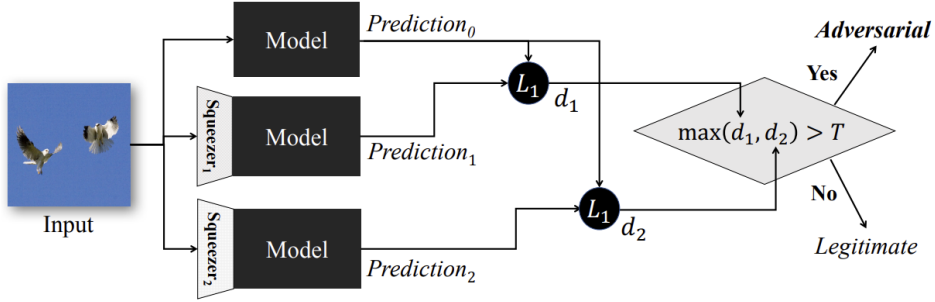 Input
Model
Prediction₀
Squeezer₁
Model
Prediction₁
Squeezer₂
Model
Prediction₂
L₁
d₁
L₁
d₂
max(d₁, d₂) > T
Yes
Adversarial
No
Legitimate